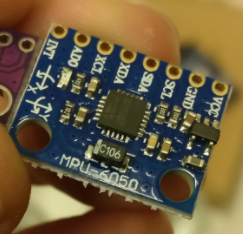 INT
AD0
XCL
XDA
SDA
SCL
GND
VCC
C106
MPU-6050